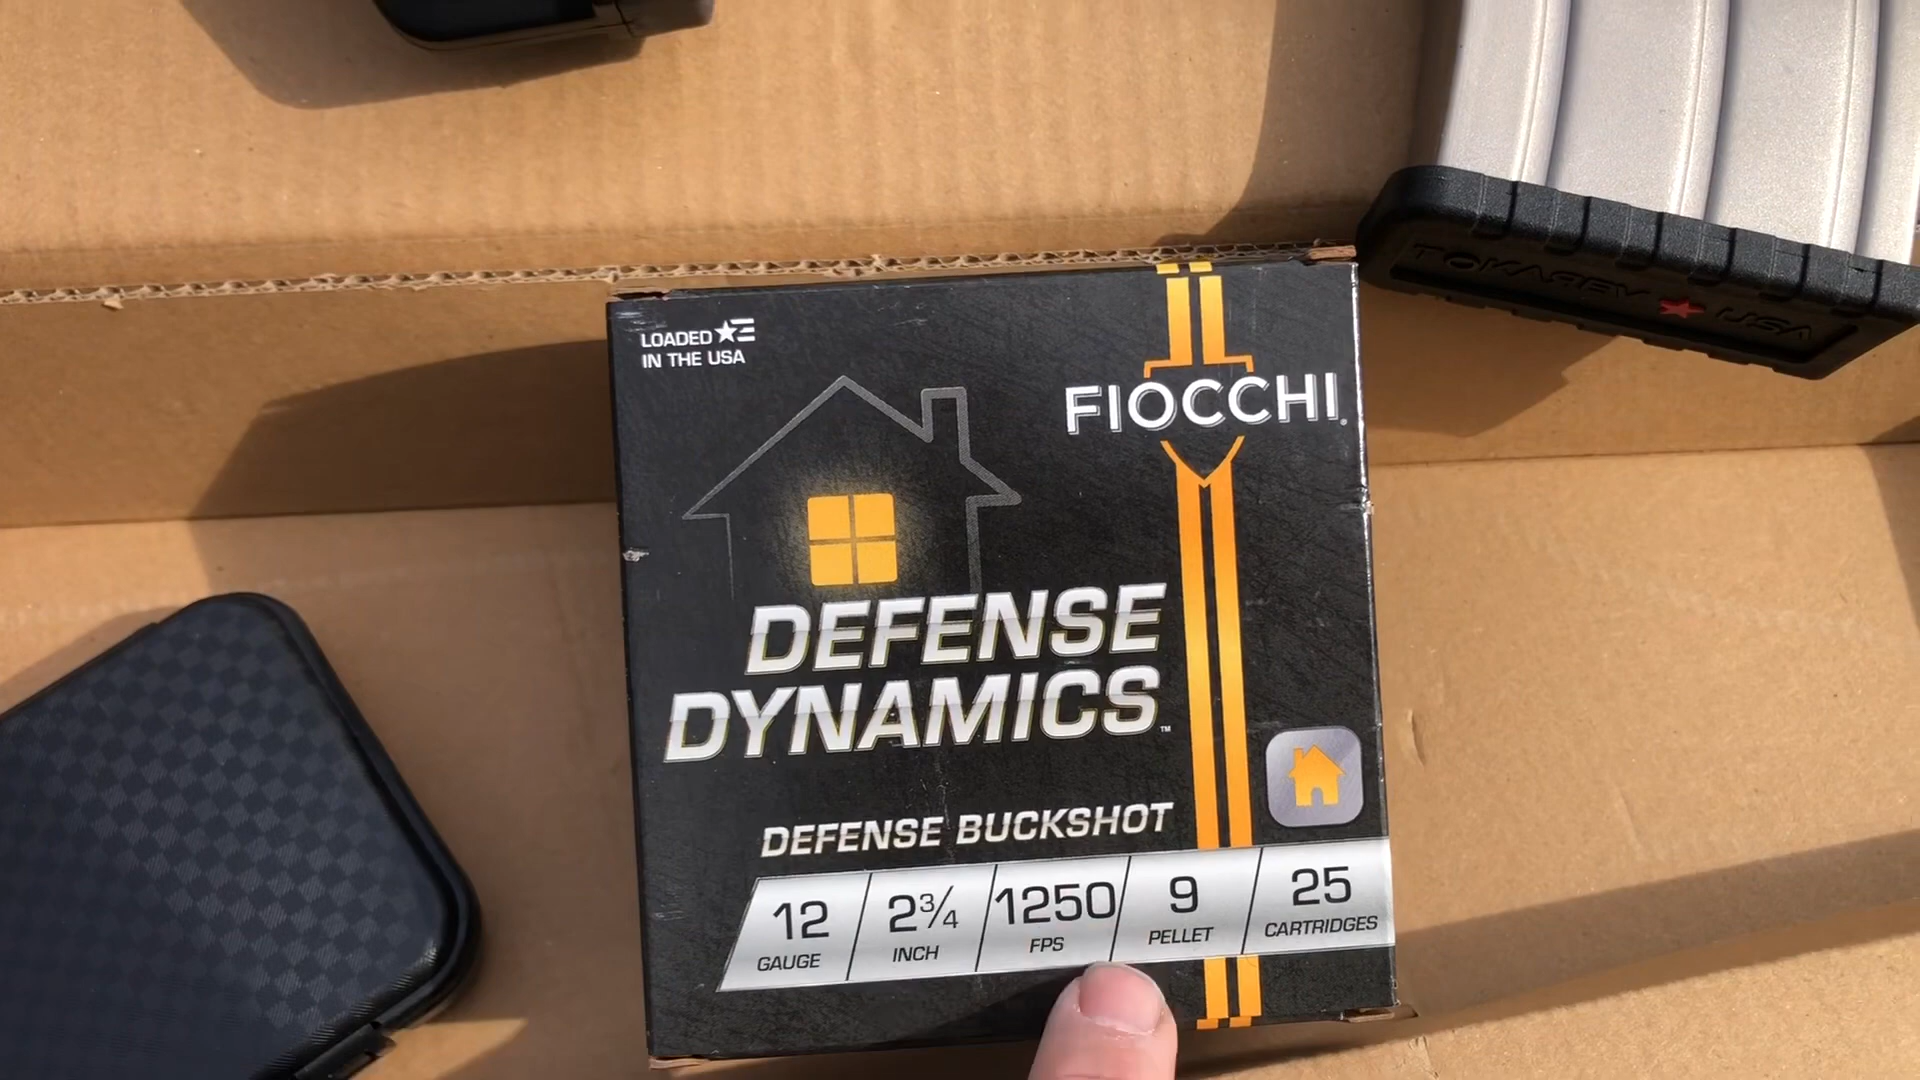 LOADED
IN THE USA
FIOCCHI
DEFENSE
DYNAMICS™
DEFENSE BUCKSHOT
12 GAUGE
2¾ INCH
1250 FPS
9 PELLET
25 CARTRIDGES
TOKAREV USA